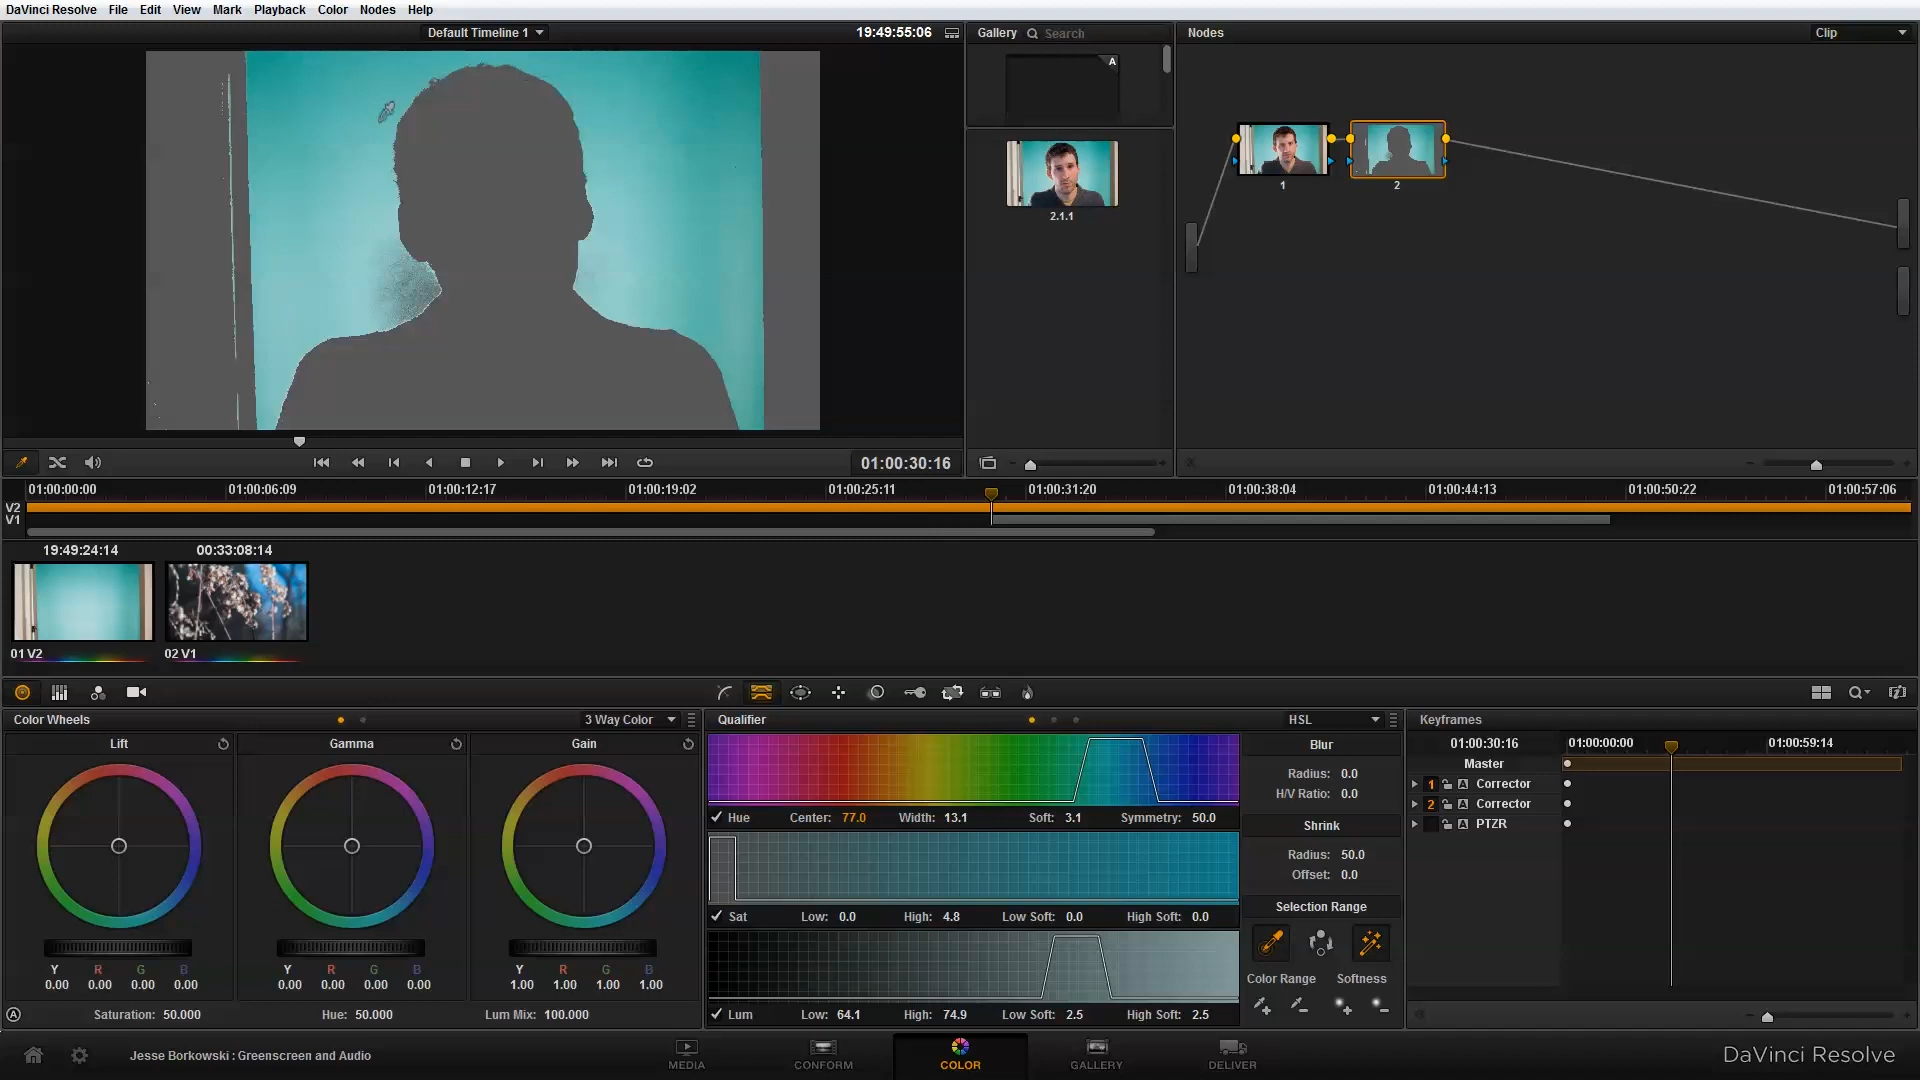 DaVinci Resolve File Edit View Mark Playback Color Nodes Help
Default Timeline 1
19:49:55:06
Gallery Search
A
2.1.1
Nodes
Clip
1
2
01:00:30:16
01:00:00:00 01:00:06:09 01:00:12:17 01:00:19:02 01:00:25:11 01:00:31:20 01:00:38:04 01:00:44:13 01:00:50:22 01:00:57:06
V2
V1
19:49:24:14 00:33:08:14
01 V2 02 V1
Color Wheels
3 Way Color
Lift Gamma Gain
Y R G B Y R G B Y R G B
0.00 0.00 0.00 0.00 0.00 0.00 0.00 0.00 1.00 1.00 1.00 1.00
A
Saturation: 50.000 Hue: 50.000 Lum Mix: 100.000
Qualifier
HSL
Hue Center: 77.0 Width: 13.1 Soft: 3.1 Symmetry: 50.0
Sat Low: 0.0 High: 4.8 Low Soft: 0.0 High Soft: 0.0
Lum Low: 64.1 High: 74.9 Low Soft: 2.5 High Soft: 2.5
Blur
Radius: 0.0
H/V Ratio: 0.0
Shrink
Radius: 50.0
Offset: 0.0
Selection Range
Color Range Softness
Keyframes
01:00:30:16 01:00:00:00 01:00:59:14
Master
1 A Corrector
2 A Corrector
A PTZR
Jesse Borkowski : Greenscreen and Audio
MEDIA CONFORM COLOR GALLERY DELIVER
DaVinci Resolve